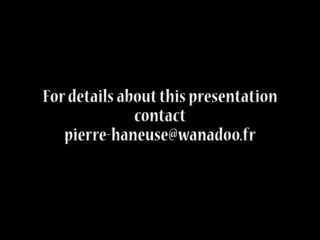 For details about this presentation
contact
pierre-haneuse@wanadoo.fr